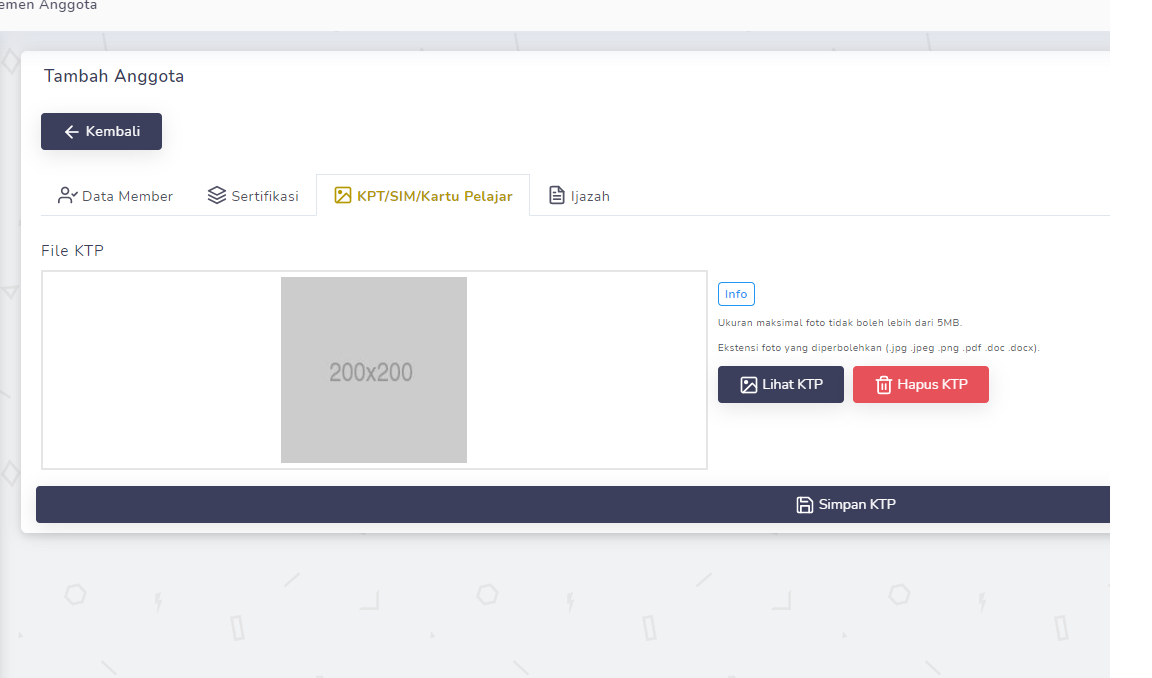 emen Anggota
Tambah Anggota
Kembali
Data Member
Sertifikasi
KPT/SIM/Kartu Pelajar
Ijazah
File KTP
200x200
Info
Ukuran maksimal foto tidak boleh lebih dari 5MB.
Ekstensi foto yang diperbolehkan (.jpg .jpeg .png .pdf .doc .docx).
Lihat KTP
Hapus KTP
Simpan KTP